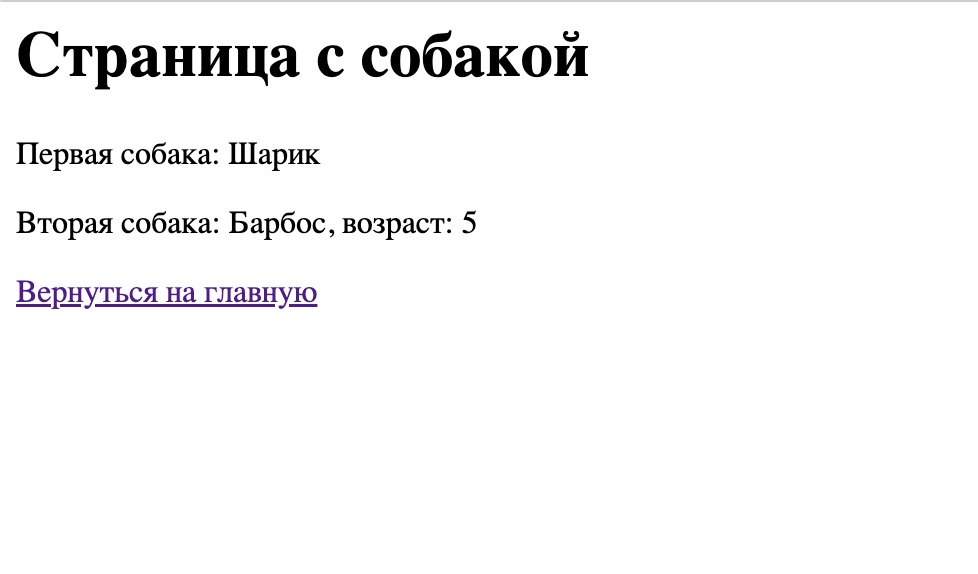 Страница с собакой
Первая собака: Шарик
Вторая собака: Барбос, возраст: 5
Вернуться на главную